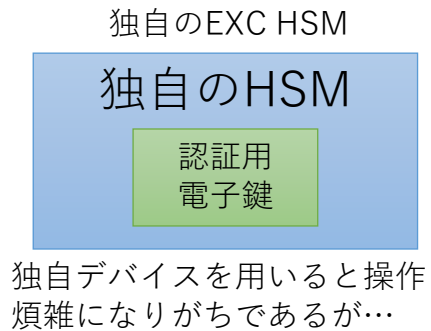 独自のEXC HSM
独自のHSM
認証用
電子鍵
独自デバイスを用いると操作
煩雑になりがちであるが…